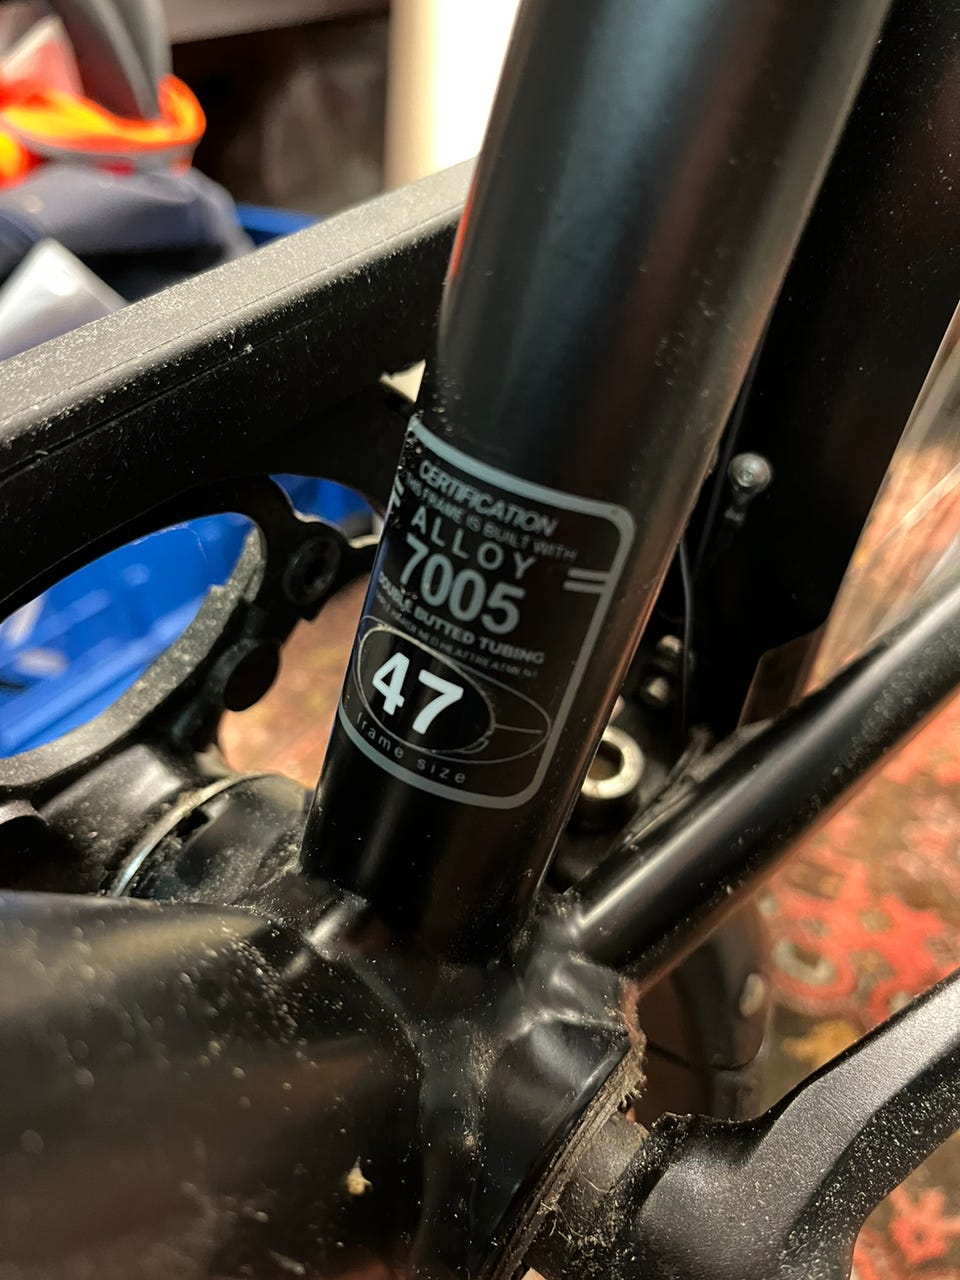 CERTIFICATION
THIS FRAME IS BUILT WITH
ALLOY
7005
DOUBLE BUTTED TUBING
47
frame size